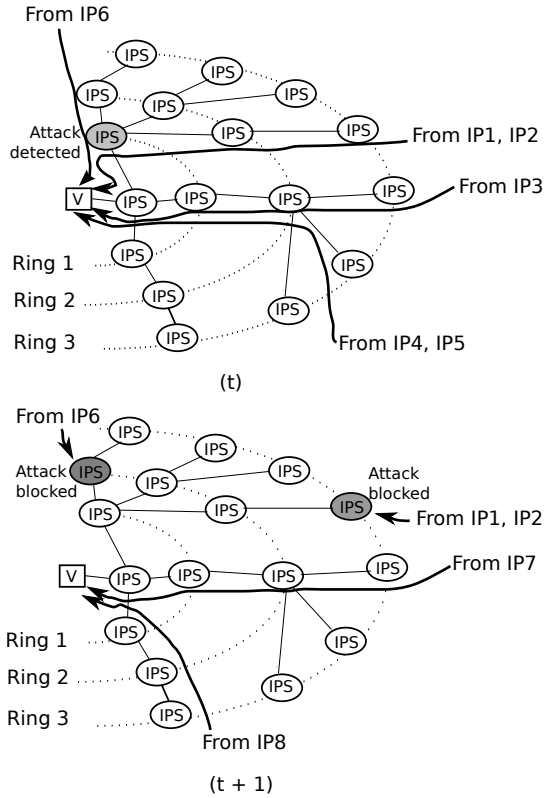 From IP6
IPS
IPS
IPS
IPS
IPS
Attack
detected
IPS
IPS
IPS
From IP1, IP2
From IP3
V
IPS
IPS
IPS
IPS
Ring 1
IPS
IPS
Ring 2
IPS
IPS
Ring 3
IPS
From IP4, IP5
(t)
From IP6
IPS
IPS
Attack
blocked
IPS
IPS
IPS
Attack
blocked
IPS
IPS
IPS
From IP1, IP2
From IP7
V
IPS
IPS
IPS
IPS
Ring 1
IPS
IPS
Ring 2
IPS
IPS
Ring 3
IPS
From IP8
(t + 1)